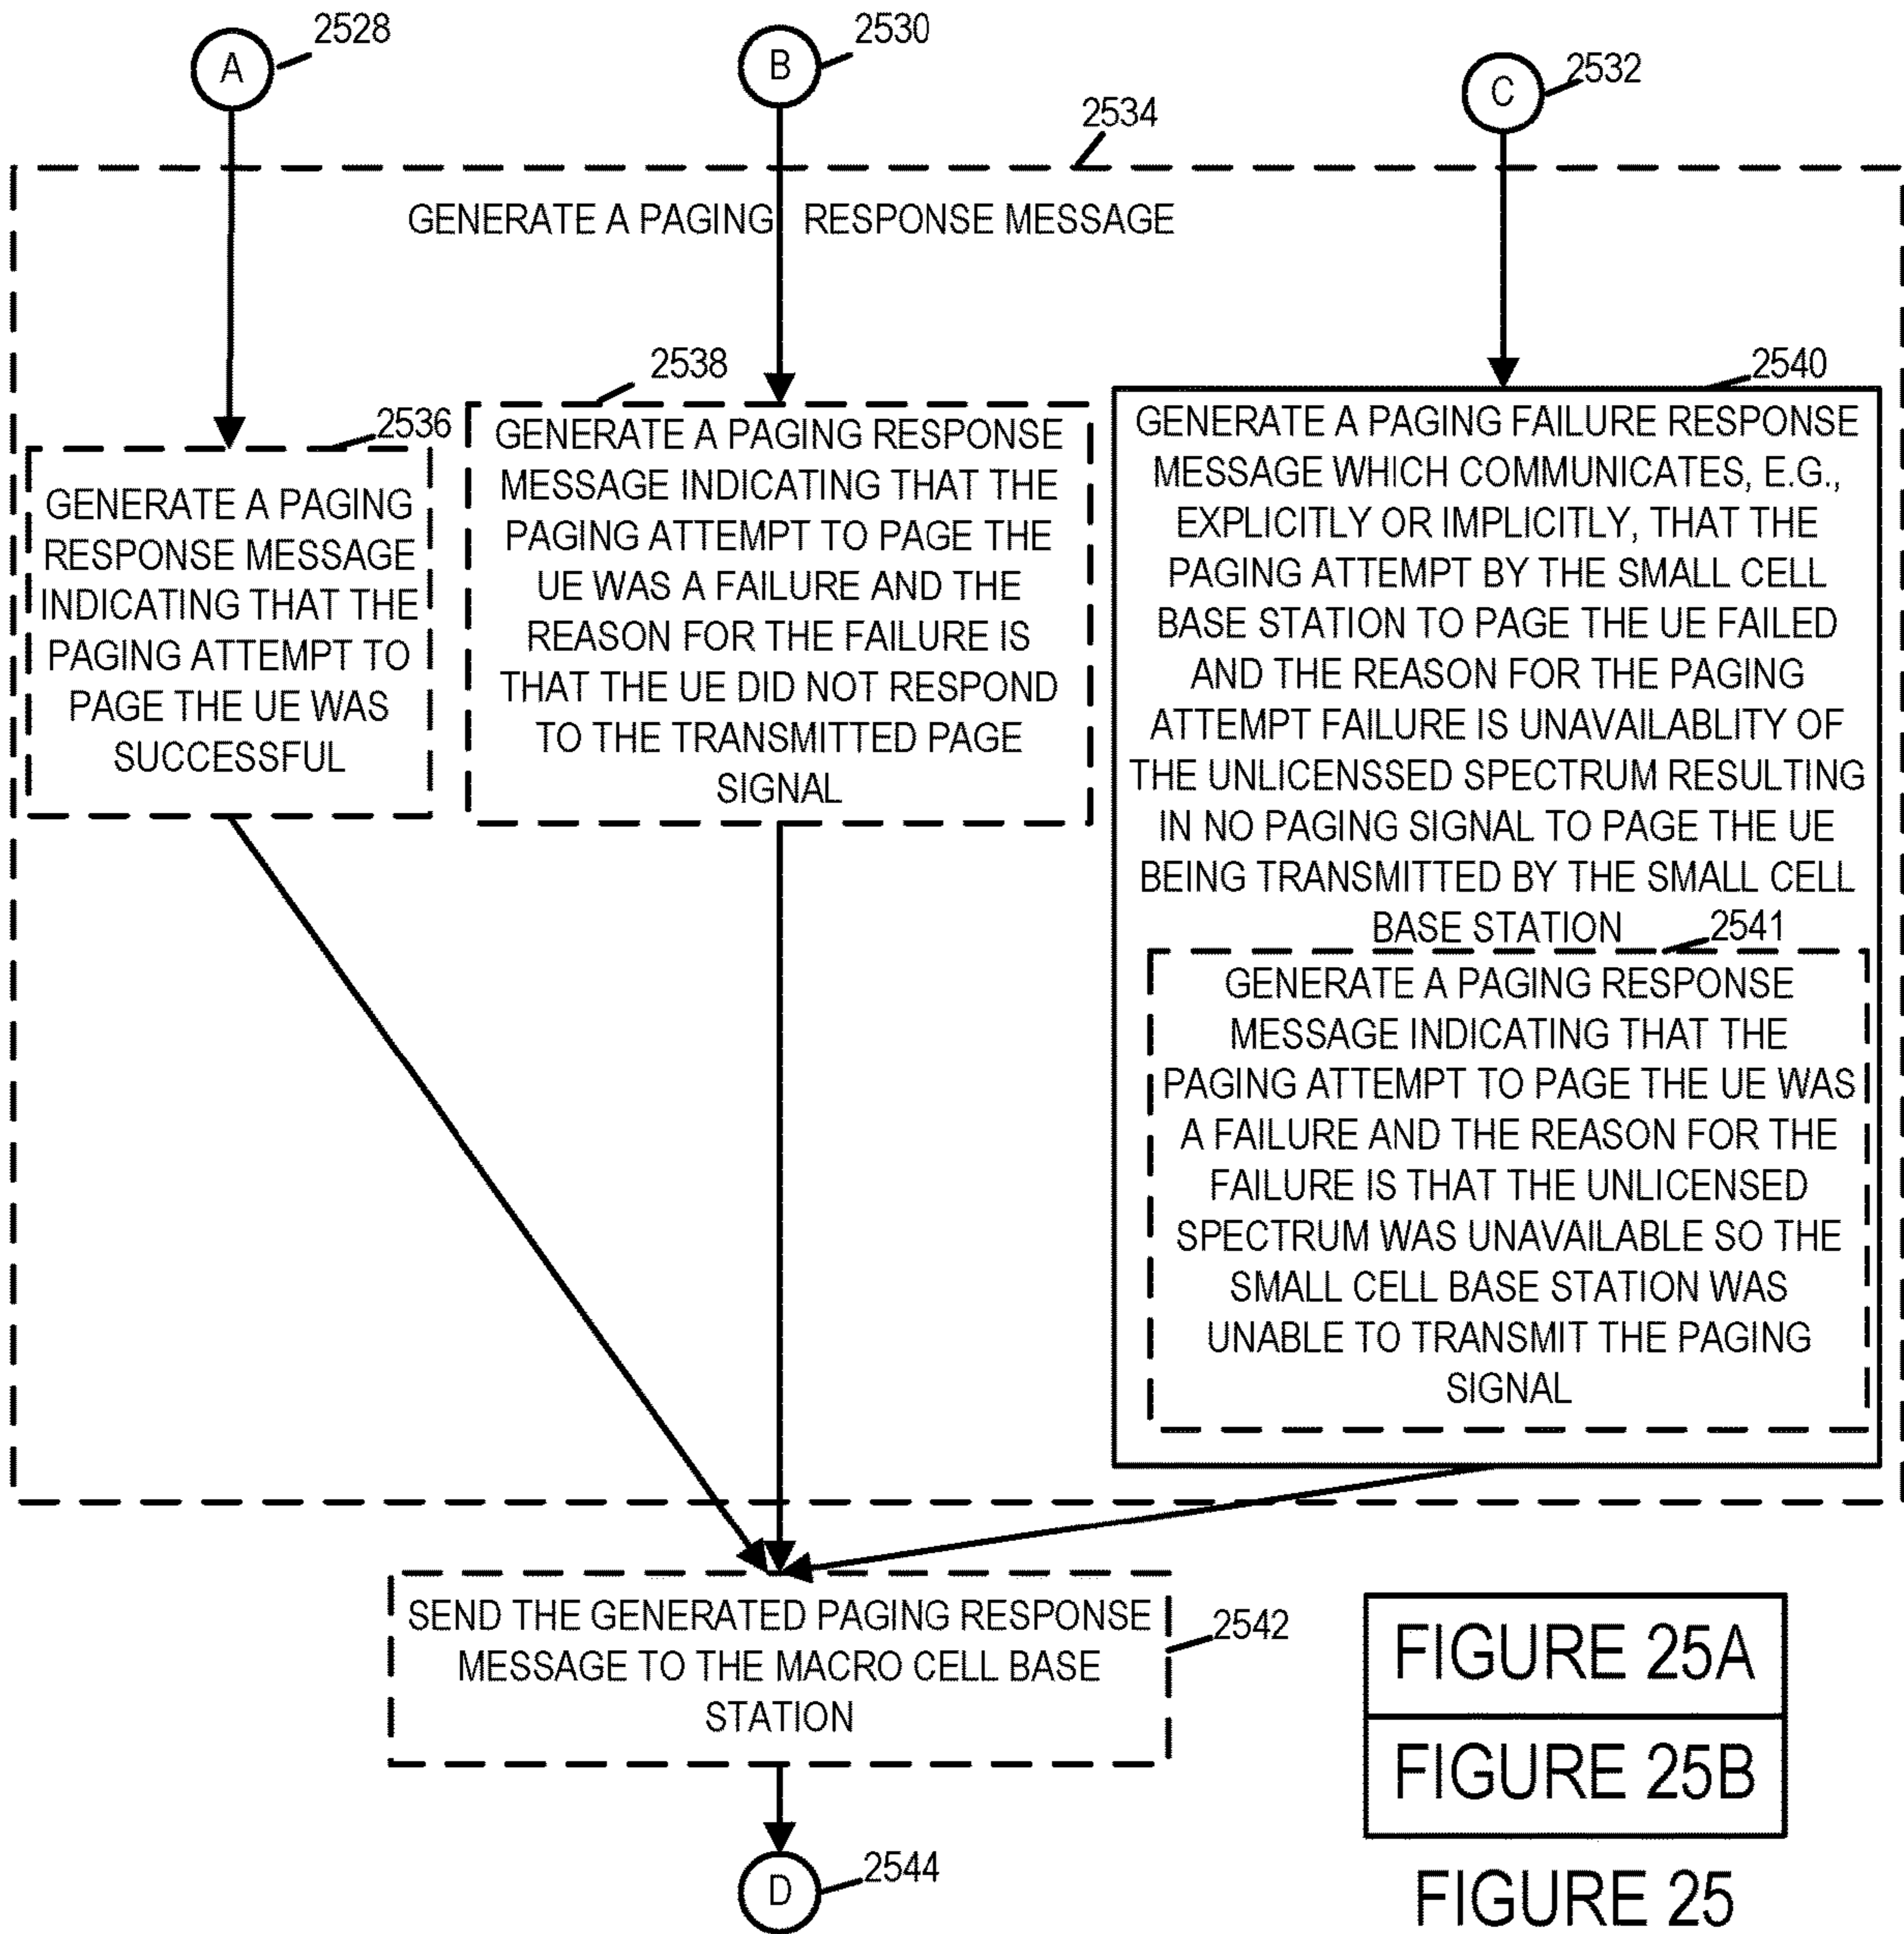 A
2528
B
2530
C
2532
2534
GENERATE A PAGING RESPONSE MESSAGE
2536
GENERATE A PAGING
RESPONSE MESSAGE
INDICATING THAT THE
PAGING ATTEMPT TO
PAGE THE UE WAS
SUCCESSFUL
2538
GENERATE A PAGING RESPONSE
MESSAGE INDICATING THAT THE
PAGING ATTEMPT TO PAGE THE
UE WAS A FAILURE AND THE
REASON FOR THE FAILURE IS
THAT THE UE DID NOT RESPOND
TO THE TRANSMITTED PAGE
SIGNAL
2540
GENERATE A PAGING FAILURE RESPONSE
MESSAGE WHICH COMMUNICATES, E.G.,
EXPLICITLY OR IMPLICITLY, THAT THE
PAGING ATTEMPT BY THE SMALL CELL
BASE STATION TO PAGE THE UE FAILED
AND THE REASON FOR THE PAGING
ATTEMPT FAILURE IS UNAVAILABLITY OF
THE UNLICENSSED SPECTRUM RESULTING
IN NO PAGING SIGNAL TO PAGE THE UE
BEING TRANSMITTED BY THE SMALL CELL
BASE STATION
2541
GENERATE A PAGING RESPONSE
MESSAGE INDICATING THAT THE
PAGING ATTEMPT TO PAGE THE UE WAS
A FAILURE AND THE REASON FOR THE
FAILURE IS THAT THE UNLICENSED
SPECTRUM WAS UNAVAILABLE SO THE
SMALL CELL BASE STATION WAS
UNABLE TO TRANSMIT THE PAGING
SIGNAL
SEND THE GENERATED PAGING RESPONSE
MESSAGE TO THE MACRO CELL BASE
STATION
2542
D
2544
FIGURE 25A
FIGURE 25B
FIGURE 25